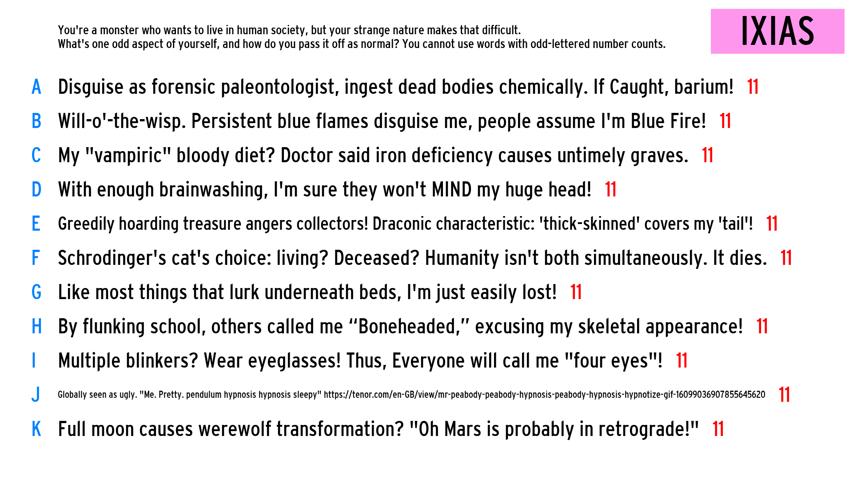 You're a monster who wants to live in human society, but your strange nature makes that difficult.
What's one odd aspect of yourself, and how do you pass it off as normal? You cannot use words with odd-lettered number counts.
IXIAS
A Disguise as forensic paleontologist, ingest dead bodies chemically. If Caught, barium! 11
B Will-o'-the-wisp. Persistent blue flames disguise me, people assume I'm Blue Fire! 11
C My "vampiric" bloody diet? Doctor said iron deficiency causes untimely graves. 11
D With enough brainwashing, I'm sure they won't MIND my huge head! 11
E Greedily hoarding treasure angers collectors! Draconic characteristic: 'thick-skinned' covers my 'tail'! 11
F Schrodinger's cat's choice: living? Deceased? Humanity isn't both simultaneously. It dies. 11
G Like most things that lurk underneath beds, I'm just easily lost! 11
H By flunking school, others called me “Boneheaded,” excusing my skeletal appearance! 11
I Multiple blinkers? Wear eyeglasses! Thus, Everyone will call me "four eyes"! 11
J Globally seen as ugly. "Me. Pretty. pendulum hypnosis hypnosis sleepy" https://tenor.com/en-GB/view/mr-peabody-peabody-hypnosis-peabody-hypnosis-hypnotize-gif-16099036907855645620 11
K Full moon causes werewolf transformation? "Oh Mars is probably in retrograde!" 11